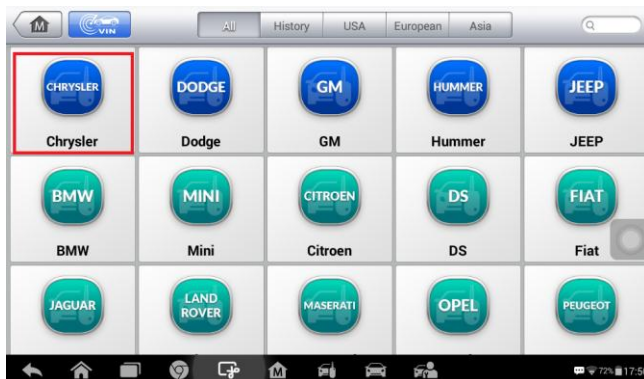 M VIN All History USA European Asia
CHRYSLER DODGE GM HUMMER JEEP
Chrysler Dodge GM Hummer JEEP
BMW MINI CITROEN DS FIAT
BMW Mini Citroen DS Fiat
JAGUAR LAND ROVER MASERATI OPEL PEUGEOT
M 72%